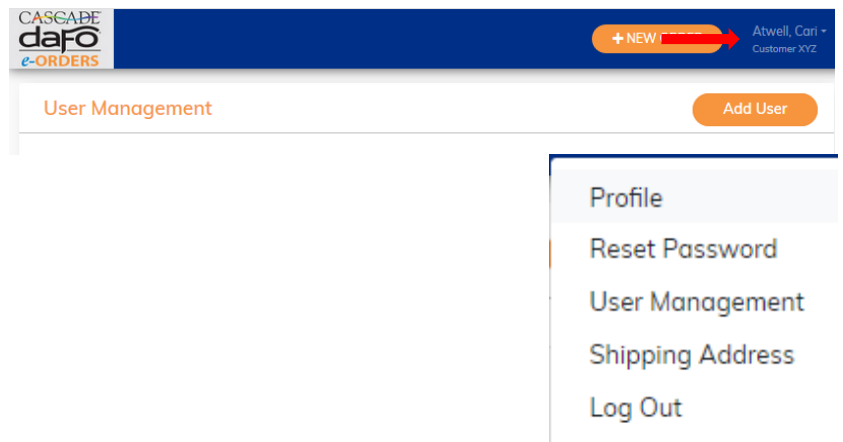 CASCADE
dafo
e-ORDERS
+ NEW
Atwell, Cari
Customer XYZ
User Management
Add User
Profile
Reset Password
User Management
Shipping Address
Log Out